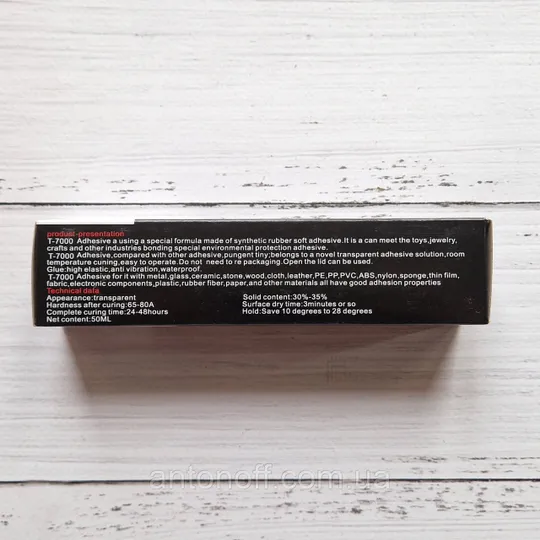 product-presentation
T-7000 Adhesive a using a special formula made of synthetic rubber soft adhesive.It is a can meet the toys,jewelry,
crafts and other industries bonding special environmental protection adhesive.
T-7000 Adhesive,compared with other adhesive,pungent tiny;belongs to a novel transparent adhesive solution,room
temperature curing,easy to operate.Do not need to re packaging.Open the lid can be used.
Glue:high elastic,anti vibration,waterproof.
T-7000 Adhesive for it with metal,glass,ceramic,stone,wood,cloth,leather,PE,PP,PVC,ABS,nylon,sponge,thin film,
fabric,electronic components,plastic,rubber fiber,paper,and other materials all have good adhesion properties
Technical data
Appearance:transparent Solid content:30%-35%
Hardness after curing:65-80A Surface dry time:3minutes or so
Complete curing time:24-48hours Hold:Save 10 degrees to 28 degrees
Net content:50ML
antonoff.com.ua